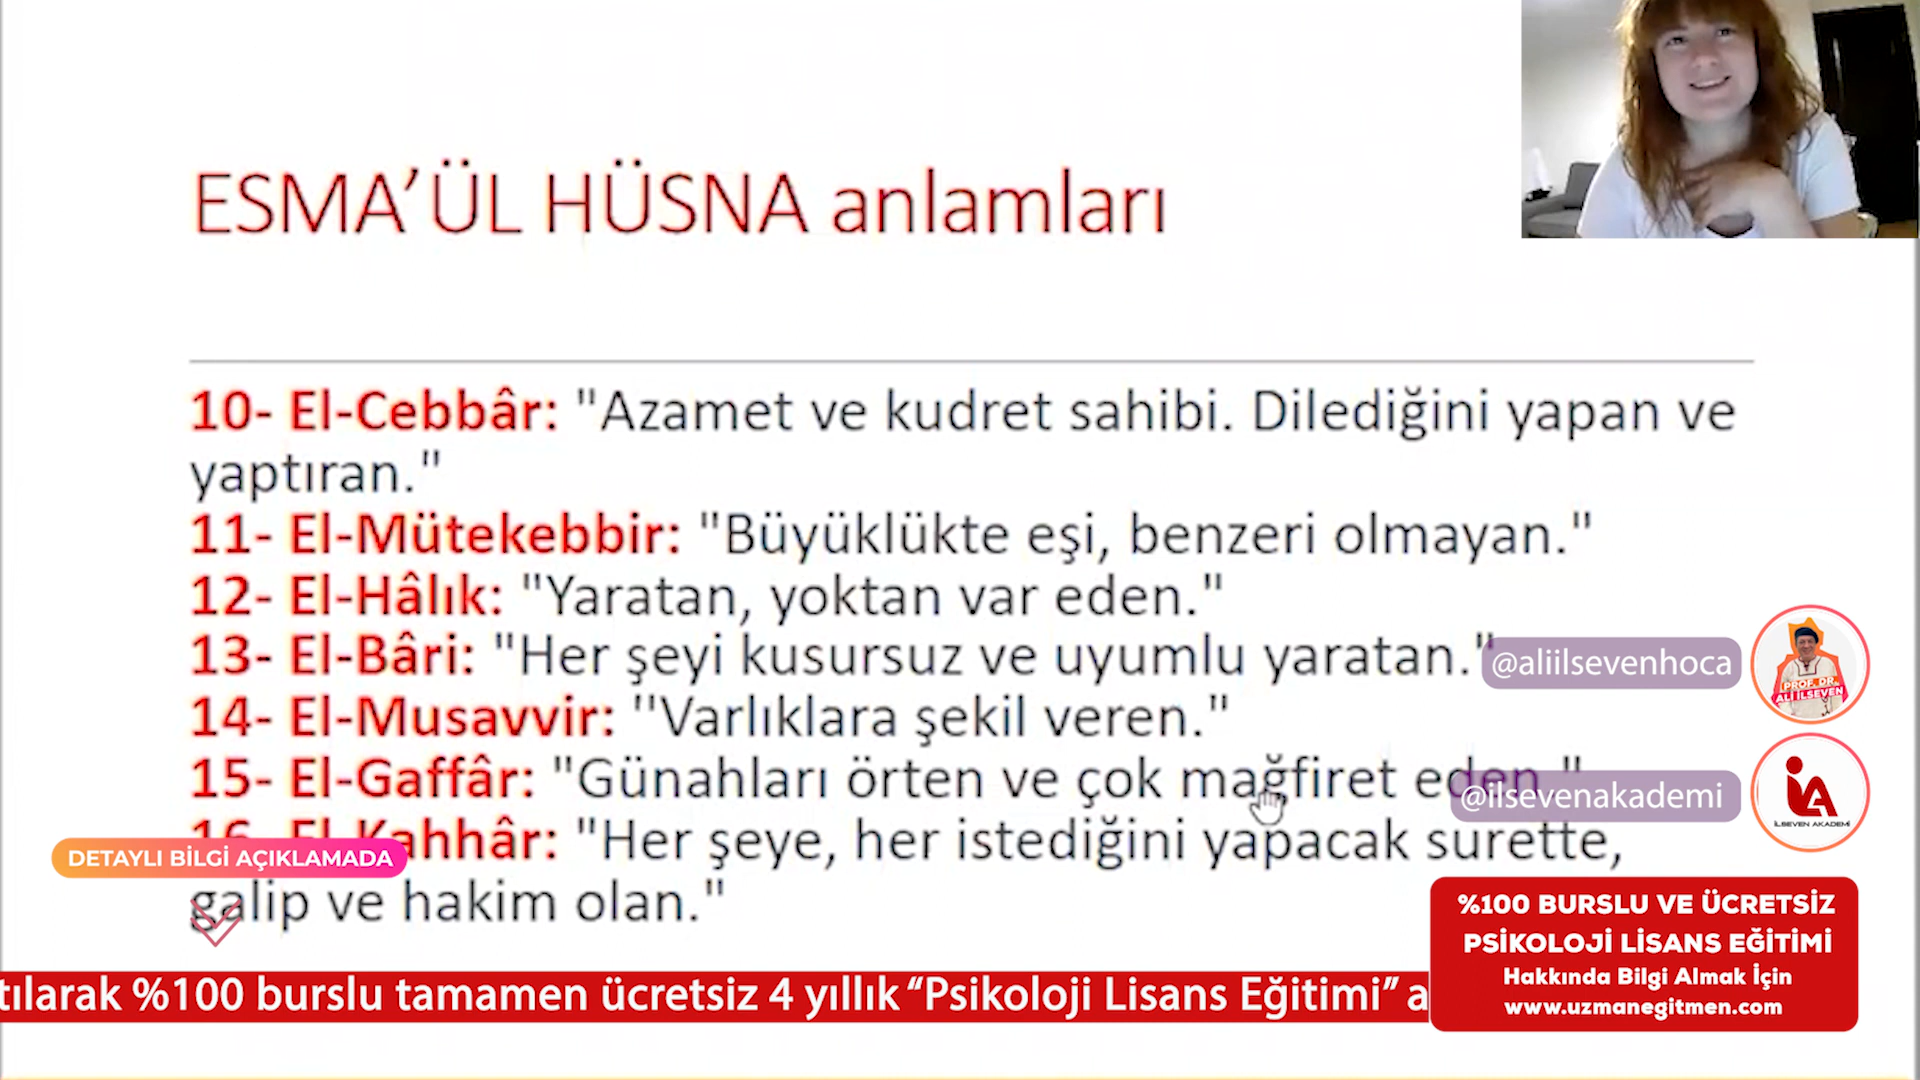 ESMA’ÜL HÜSNA anlamları
10- El-Cebbâr: "Azamet ve kudret sahibi. Dilediğini yapan ve
yaptıran."
11- El-Mütekebbir: "Büyüklükte eşi, benzeri olmayan."
12- El-Hâlık: "Yaratan, yoktan var eden."
13- El-Bâri: "Her şeyi kusursuz ve uyumlu yaratan."
@aliilsevenhoca
PROF. DR.
ALİ İLSEVEN
14- El-Musavvir: "Varlıklara şekil veren."
15- El-Gaffâr: "Günahları örten ve çok mağfiret eden."
@ilsevenakademi
İLSEVEN AKADEMİ
16- El-Kahhâr: "Her şeye, her istediğini yapacak surette,
DETAYLI BİLGİ AÇIKLAMADA
galip ve hakim olan."
%100 BURSLU VE ÜCRETSİZ
PSİKOLOJİ LİSANS EĞİTİMİ
Hakkında Bilgi Almak İçin
www.uzmanegitmen.com
tılarak %100 burslu tamamen ücretsiz 4 yıllık “Psikoloji Lisans Eğitimi” a